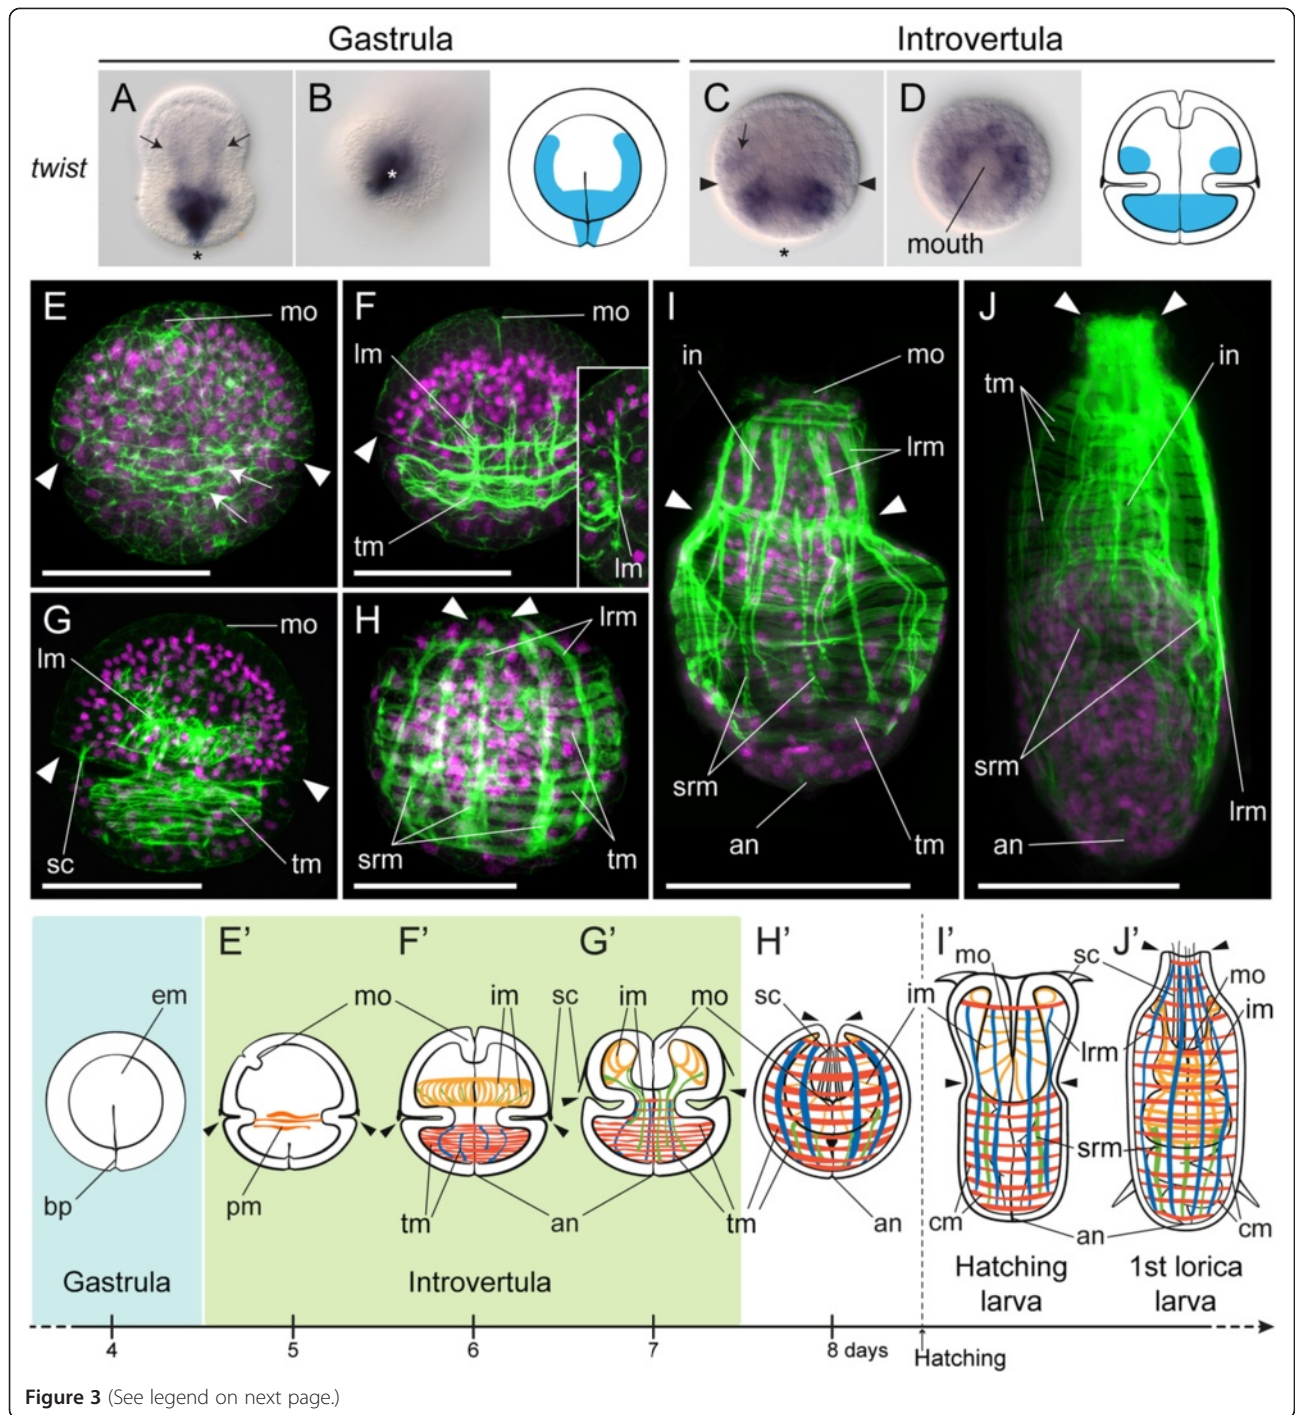 Gastrula
Introvertula
A
B
C
D
twist
*
*
*
mouth
E
mo
F
mo
lm
tm
lm
I
in
mo
lrm
srm
an
tm
J
tm
in
srm
lrm
an
G
mo
lm
sc
tm
H
lrm
srm
tm
E'
F'
G'
H'
I'
J'
em
bp
mo
pm
im
tm
an
sc
im
mo
tm
sc
im
an
mo
sc
lrm
srm
cm
an
mo
im
cm
Gastrula
Introvertula
Hatching
larva
1st lorica
larva
4
5
6
7
8 days
Hatching
Figure 3 (See legend on next page.)